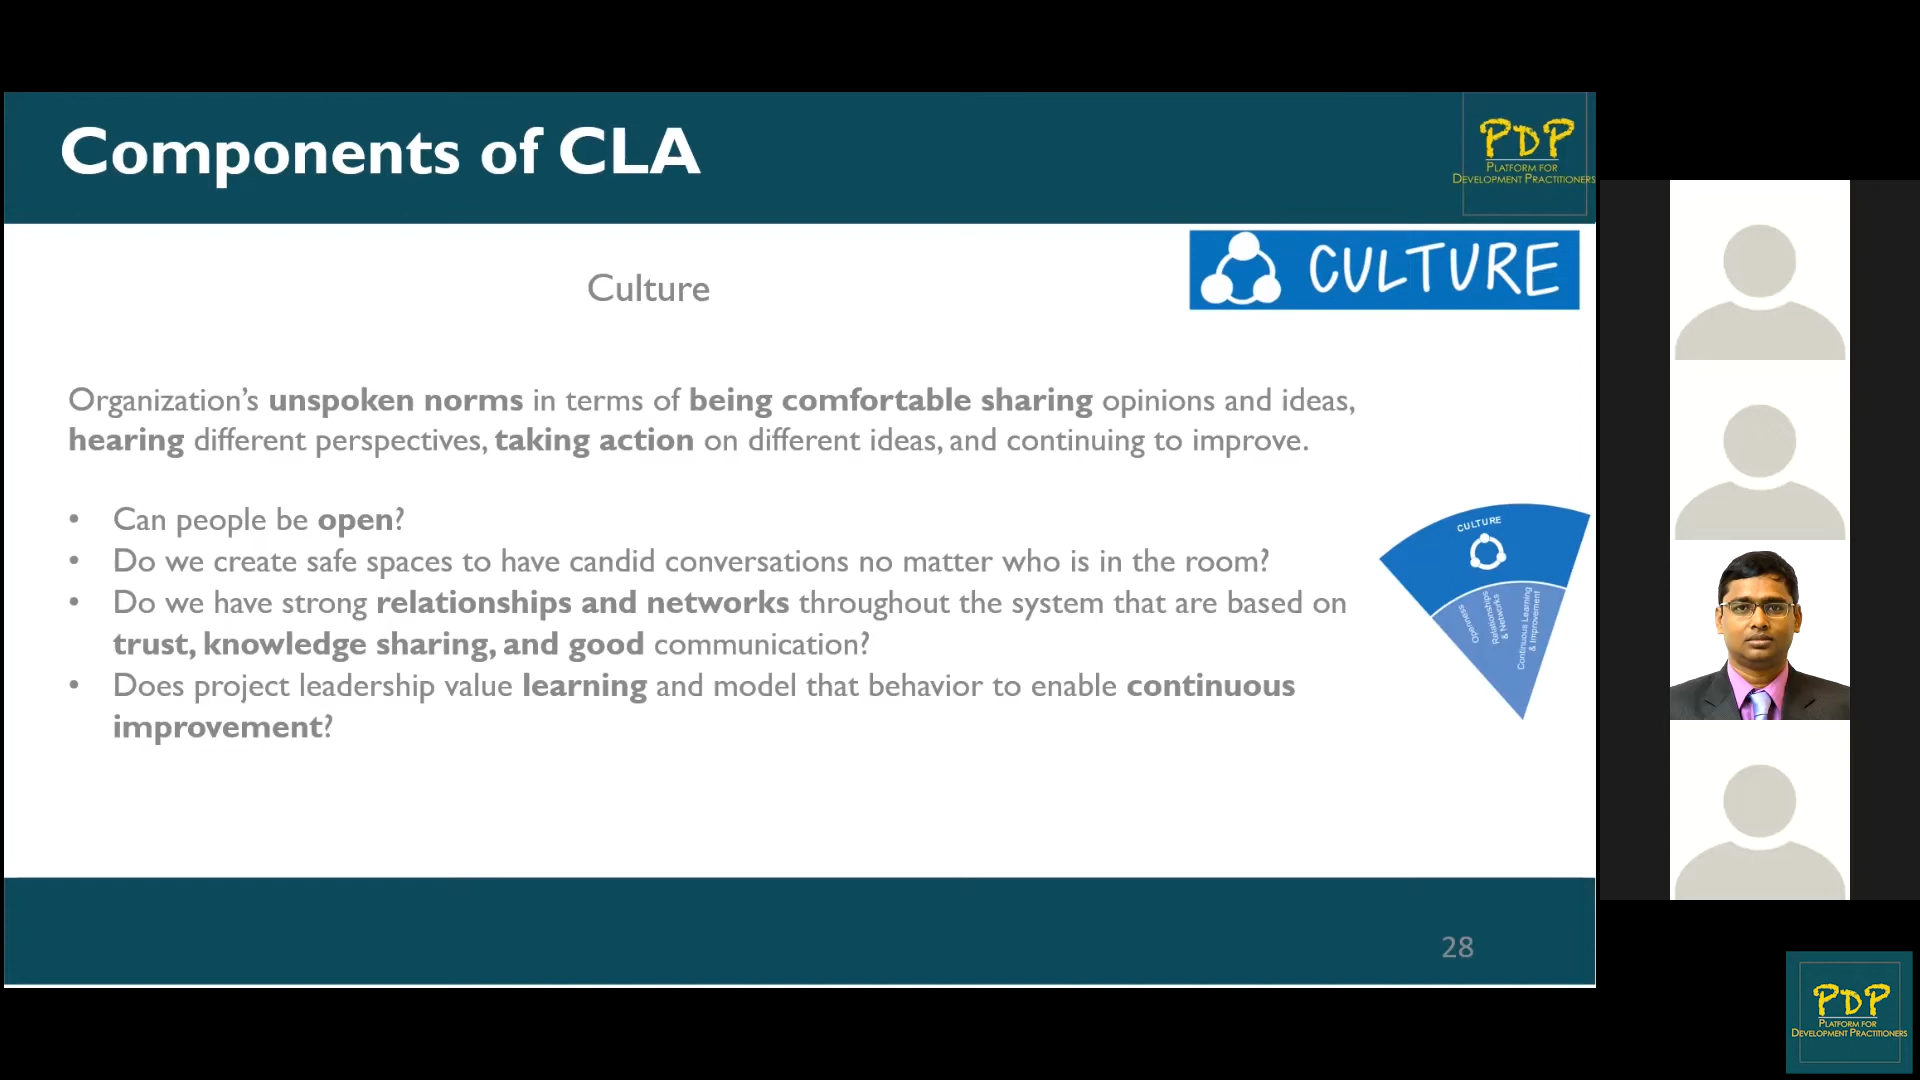 Components of CLA
PDP
PLATFORM FOR
DEVELOPMENT PRACTITIONERS
CULTURE
Culture
Organization’s unspoken norms in terms of being comfortable sharing opinions and ideas,
hearing different perspectives, taking action on different ideas, and continuing to improve.
• Can people be open?
• Do we create safe spaces to have candid conversations no matter who is in the room?
• Do we have strong relationships and networks throughout the system that are based on
trust, knowledge sharing, and good communication?
• Does project leadership value learning and model that behavior to enable continuous
improvement?
CULTURE
Openness
Relationships
& Networks
Continuous Learning
& Improvement
28
PDP
PLATFORM FOR
DEVELOPMENT PRACTITIONERS